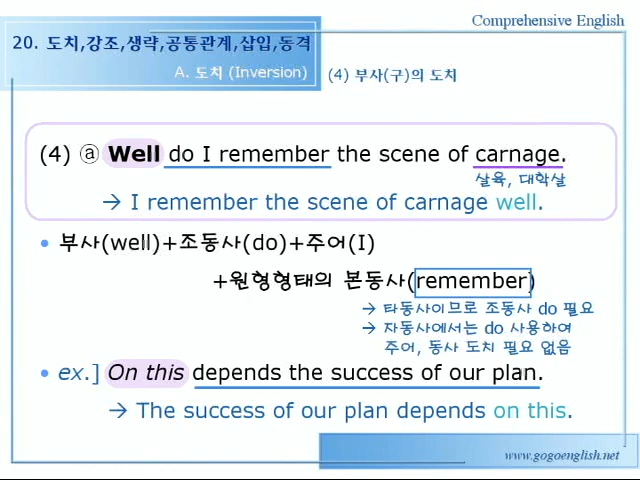 Comprehensive English
20. 도치,강조,생략,공통관계,삽입,동격
A. 도치 (Inversion)
(4) 부사(구)의 도치
(4) ⓐ Well do I remember the scene of carnage.
살육, 대학살
→ I remember the scene of carnage well.
• 부사(well)+조동사(do)+주어(I)
+원형형태의 본동사(remember)
→ 타동사이므로 조동사 do 필요
→ 자동사에서는 do 사용하여
주어, 동사 도치 필요 없음
• ex.] On this depends the success of our plan.
→ The success of our plan depends on this.
www.gogoenglish.net